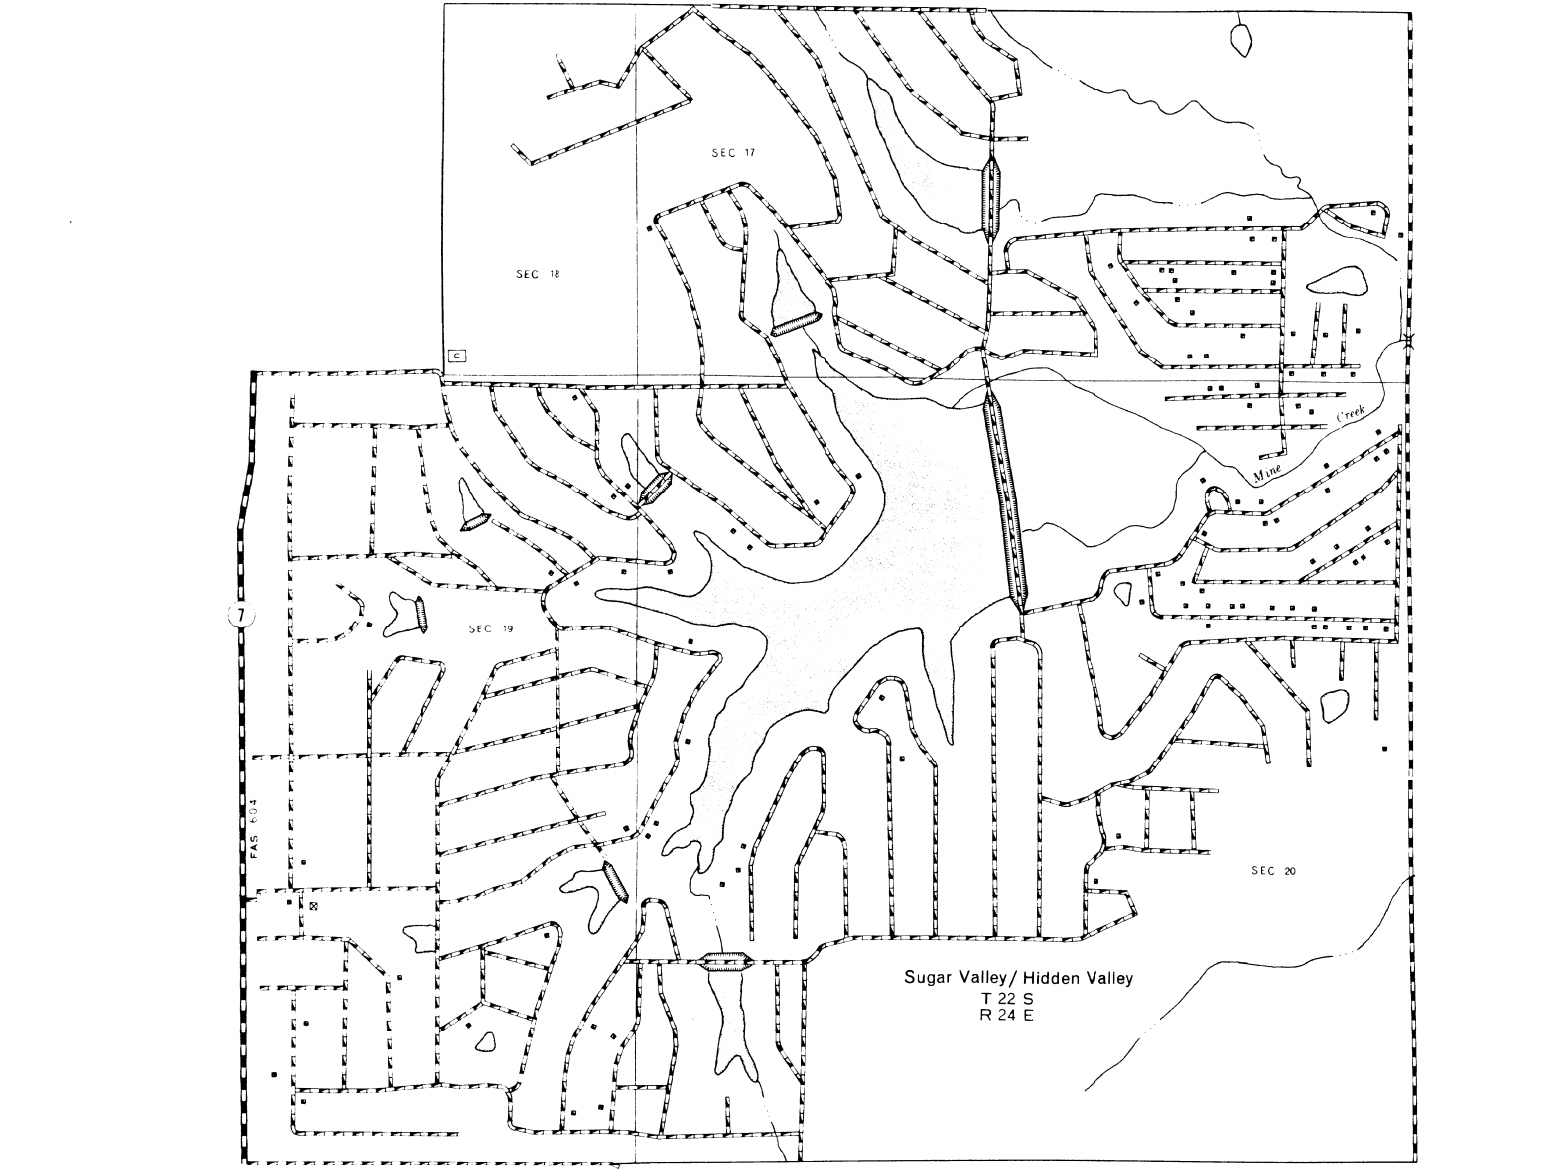 SEC 17
SEC 18
C
Creek
Mine
7
SEC 19
FAS 604
SEC 20
Sugar Valley/ Hidden Valley
T 22 S
R 24 E